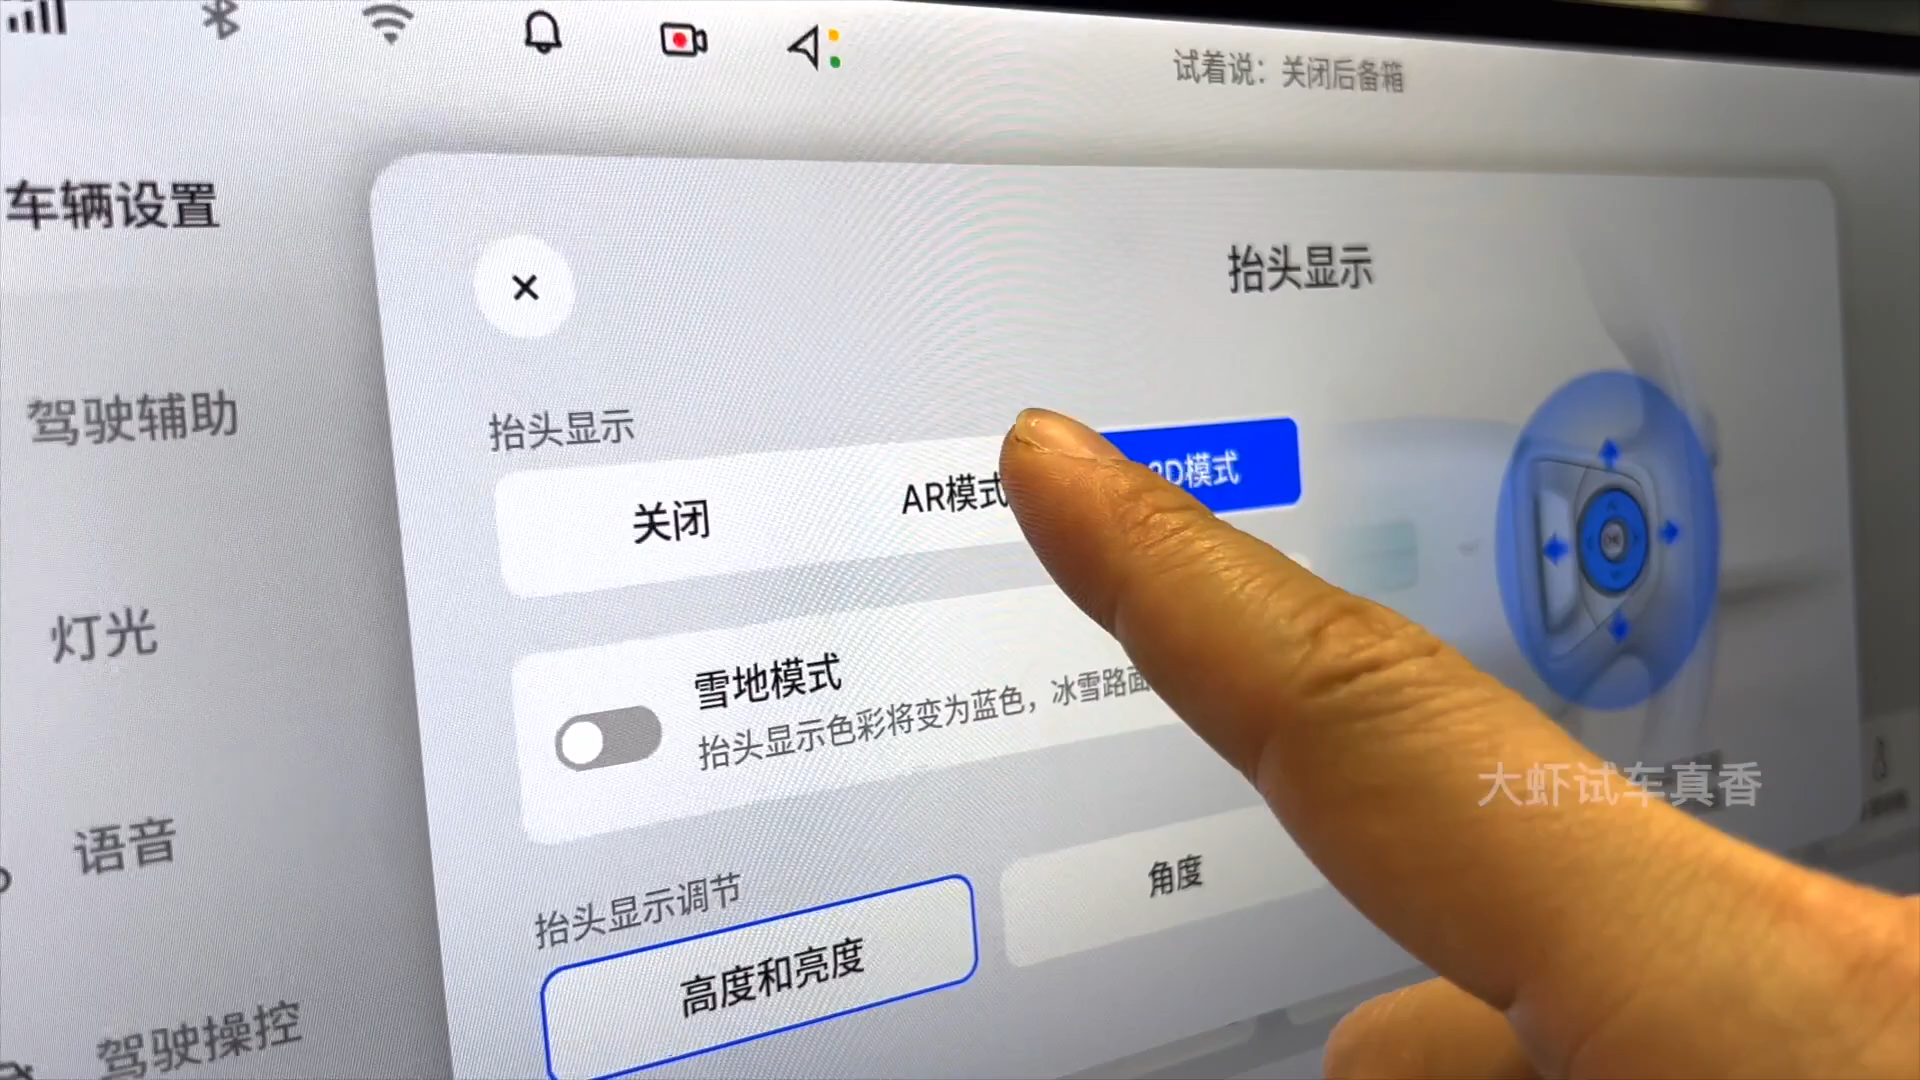 试着说：关闭后备箱
车辆设置
抬头显示
驾驶辅助
抬头显示
关闭
AR模式
D模式
灯光
雪地模式
抬头显示色彩将变为蓝色，冰雪路面
大虾试车真香
语音
抬头显示调节
角度
高度和亮度
驾驶操控